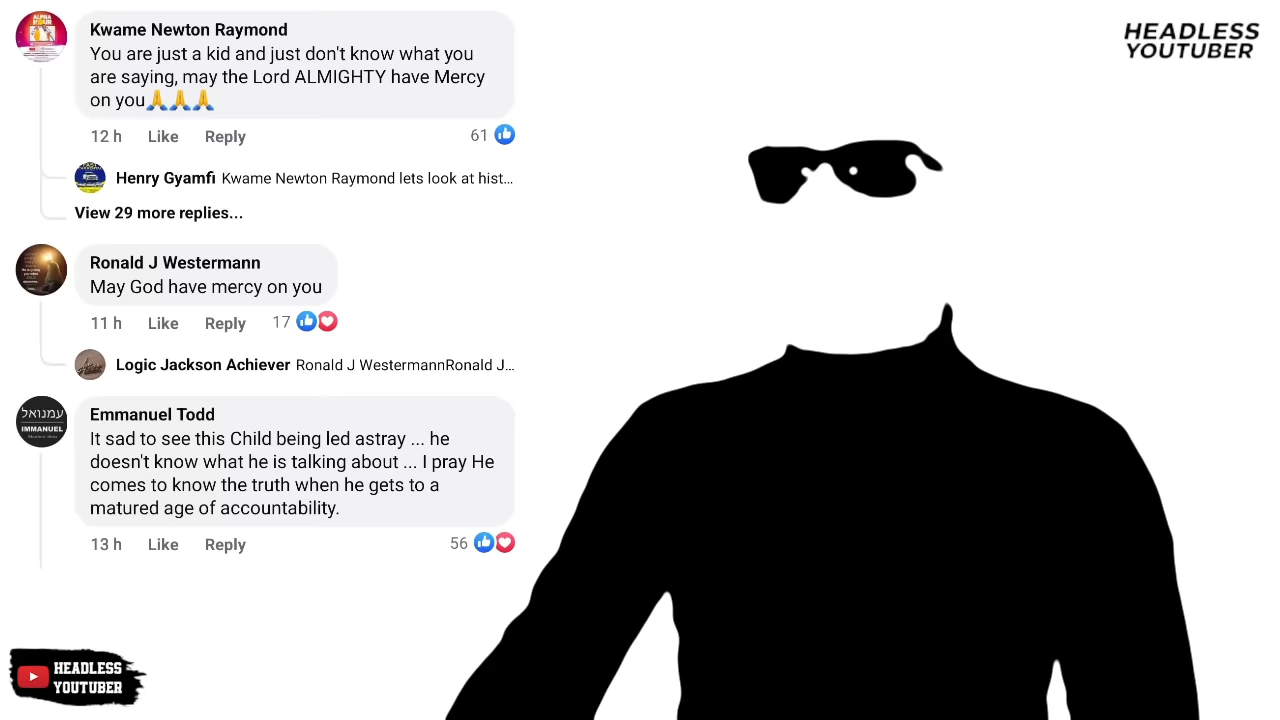 Kwame Newton Raymond
You are just a kid and just don't know what you
are saying, may the Lord ALMIGHTY have Mercy
on you🙏🙏🙏
12 h Like Reply 61
Henry Gyamfi Kwame Newton Raymond lets look at hist...
View 29 more replies...
Ronald J Westermann
May God have mercy on you
11 h Like Reply 17
Logic Jackson Achiever Ronald J WestermannRonald J...
עמנואל
IMMANUEL
Emmanuel Todd
It sad to see this Child being led astray ... he
doesn't know what he is talking about ... I pray He
comes to know the truth when he gets to a
matured age of accountability.
13 h Like Reply 56
HEADLESS
YOUTUBER
HEADLESS
YOUTUBER